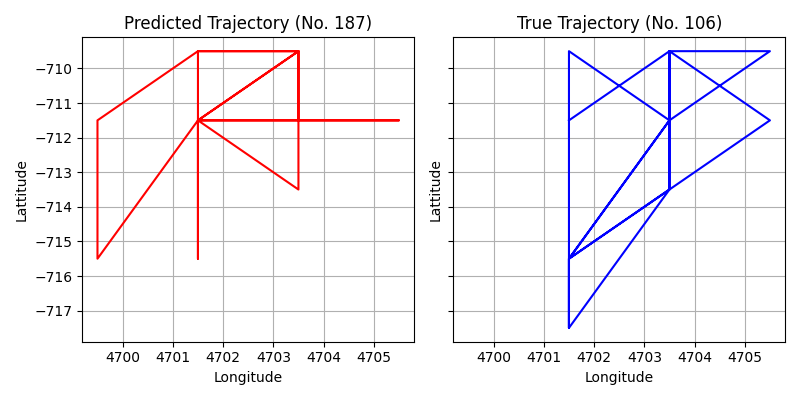 Predicted Trajectory (No. 187)
True Trajectory (No. 106)
−710
−711
−712
−713
−714
−715
−716
−717
Lattitude
Lattitude
4700 4701 4702 4703 4704 4705
4700 4701 4702 4703 4704 4705
Longitude
Longitude